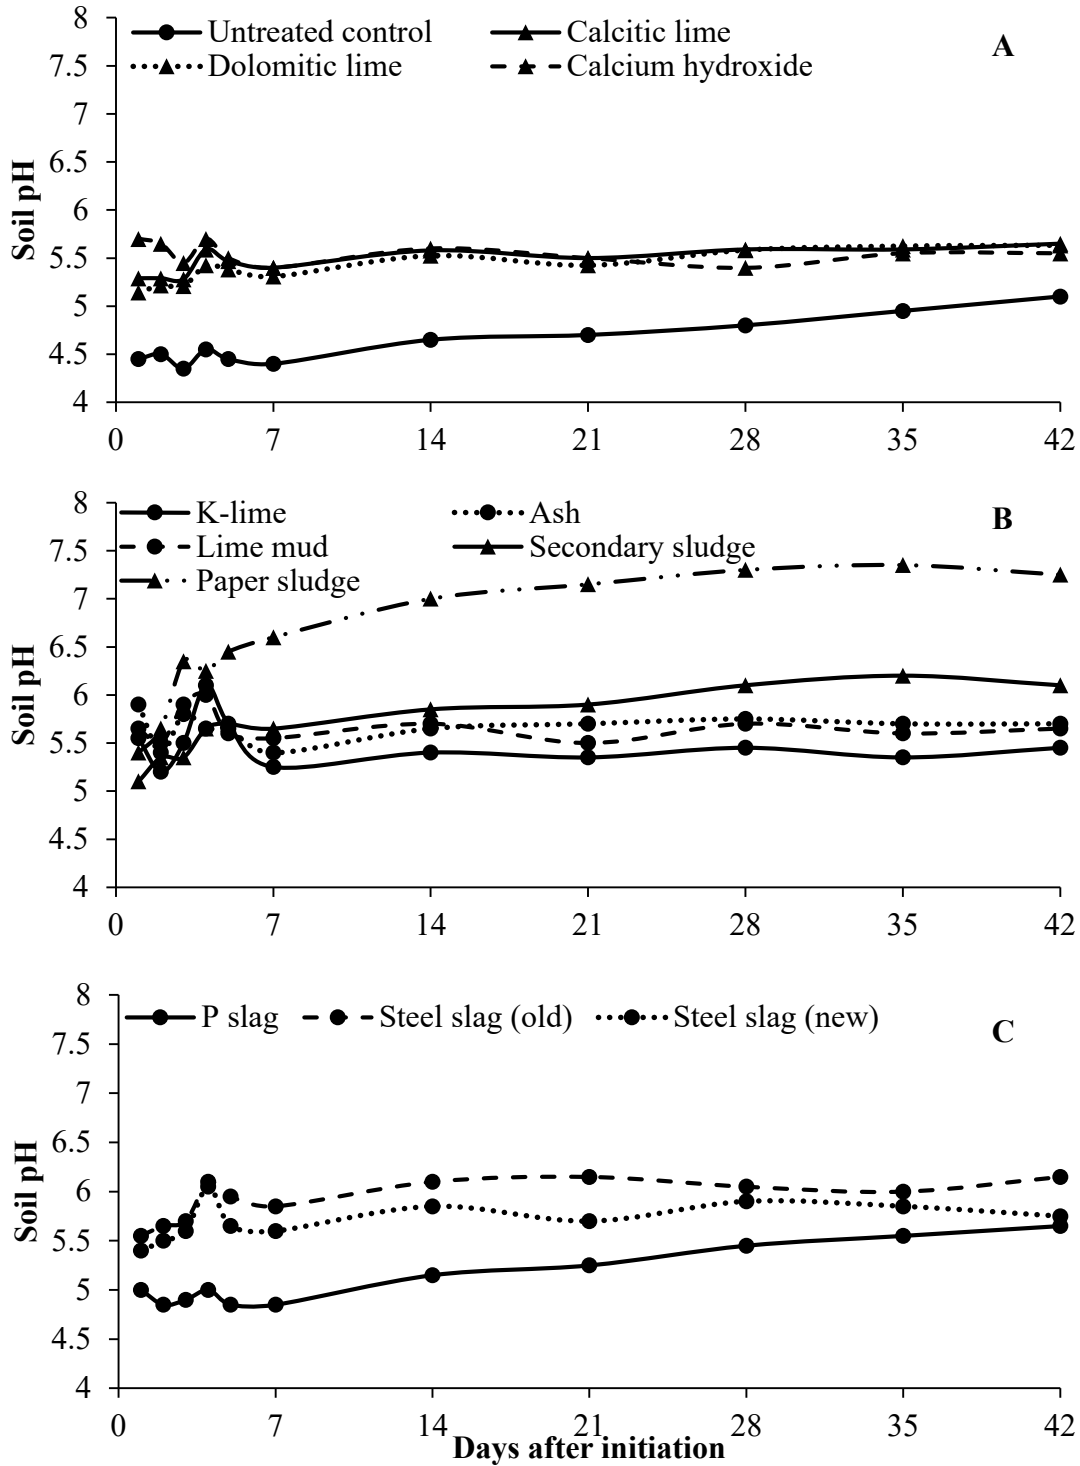 8
Untreated control Calcitic lime A
7.5 Dolomitic lime Calcium hydroxide
7
6.5
6
5.5
5
4.5
4
Soil pH
0 7 14 21 28 35 42
8
K-lime Ash B
7.5 Lime mud Secondary sludge
Paper sludge
7
6.5
6
5.5
5
4.5
4
Soil pH
0 7 14 21 28 35 42
8
P slag Steel slag (old) Steel slag (new) C
7.5
7
6.5
6
5.5
5
4.5
4
Soil pH
0 7 14 21 28 35 42
Days after initiation